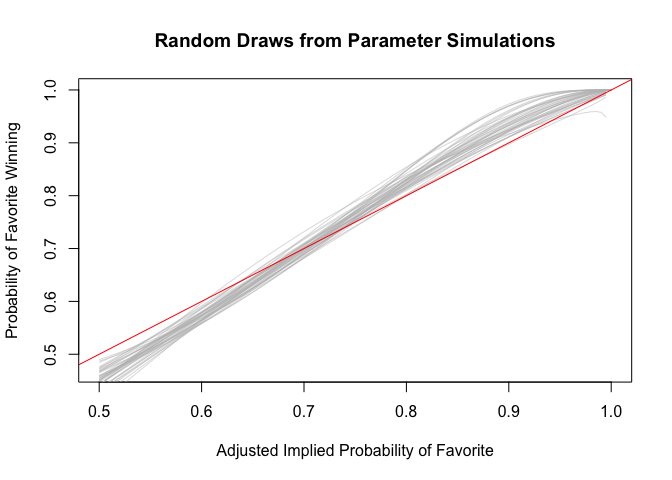 Random Draws from Parameter Simulations
Probability of Favorite Winning
1.0
0.9
0.8
0.7
0.6
0.5
0.5 0.6 0.7 0.8 0.9 1.0
Adjusted Implied Probability of Favorite